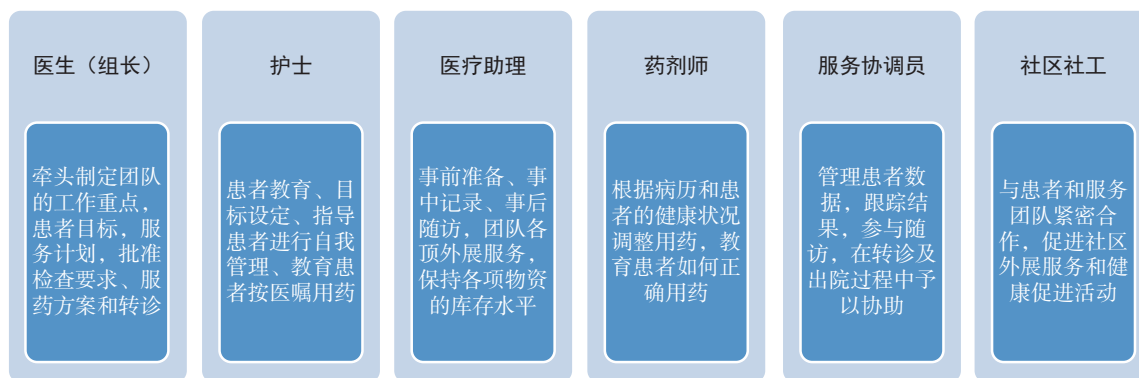 医生（组长）
牵头制定团队
的工作重点，
患者目标，服
务计划，批准
检查要求、服
药方案和转诊
护士
患者教育、目
标设定、指导
患者进行自我
管理、教育患
者按医嘱用药
医疗助理
事前准备、事
中记录、事后
随访，团队各
顶外展服务，
保持各项物资
的库存水平
药剂师
根据病历和患
者的健康状况
调整用药，教
育患者如何正
确用药
服务协调员
管理患者数
据，跟踪结
果，参与随
访，在转诊及
出院过程中予
以协助
社区社工
与患者和服务
团队紧密合
作，促进社区
外展服务和健
康促进活动